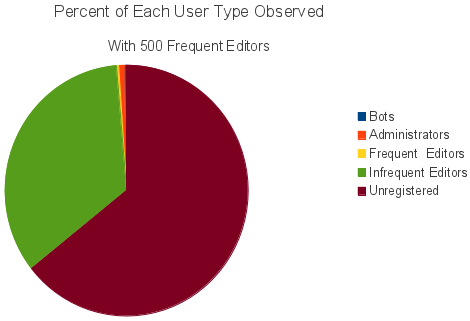 Percent of Each User Type Observed
With 500 Frequent Editors
Bots
Administrators
Frequent Editors
Infrequent Editors
Unregistered